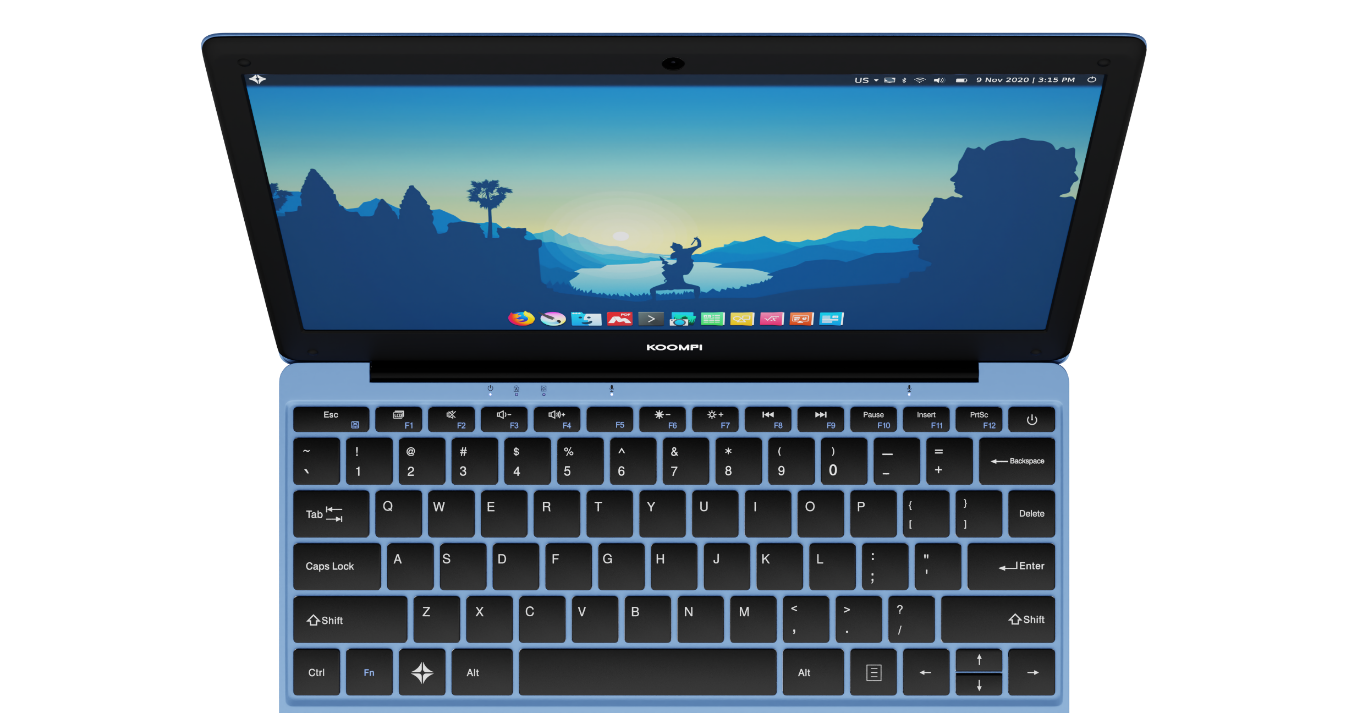 US 9 Nov 2020 | 3:15 PM
PDF
>
KOOMPI
Esc Pause Insert PrtSc
F1 F2 F3 F4 F5 F6 F7 F8 F9 F10 F11 F12
~ ! @ # $ % ^ & * ( ) — =
` 1 2 3 4 5 6 7 8 9 0 - + ← Backspace
Tab Q W E R T Y U I O P { [ } ] Delete
Caps Lock A S D F G H J K L : ; " ' Enter
Shift Z X C V B N M < , > . ? / Shift
Ctrl Fn Alt Alt ← ↑ ↓ →